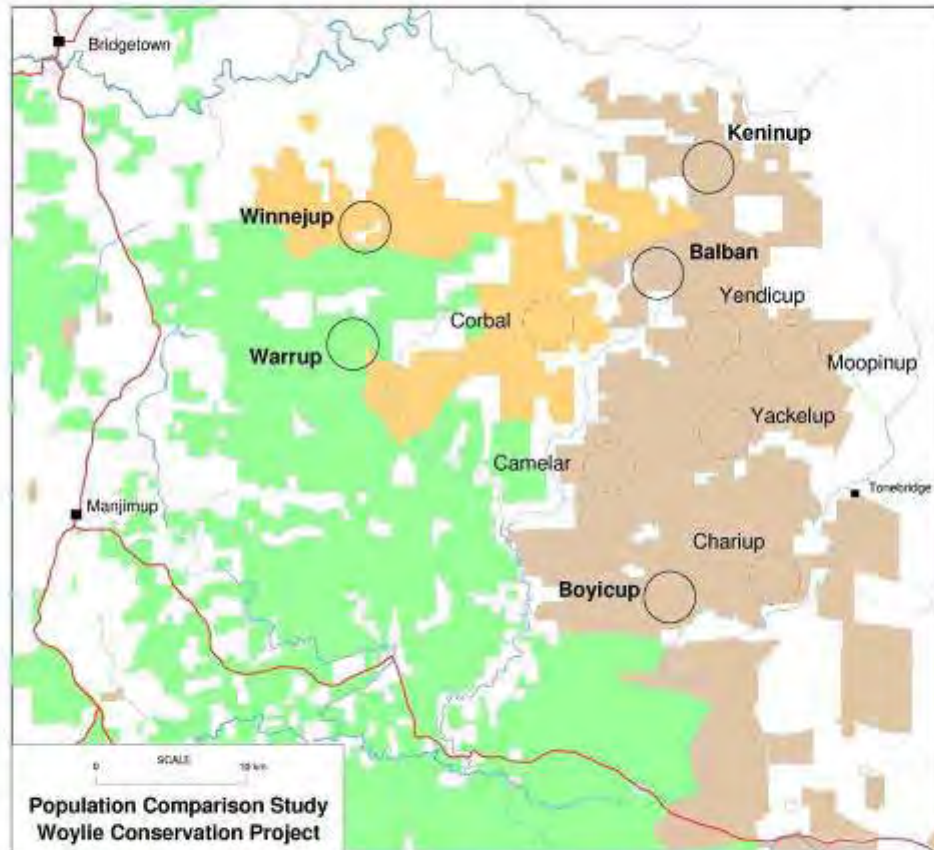 Bridgetown
Keninup
Winnejup
Balban
Yendicup
Corbal
Warrup
Moopinup
Yackelup
Camelar
Tonebridge
Manjimup
Chariup
Boyicup
SCALE
0 10 km
Population Comparison Study
Woylie Conservation Project